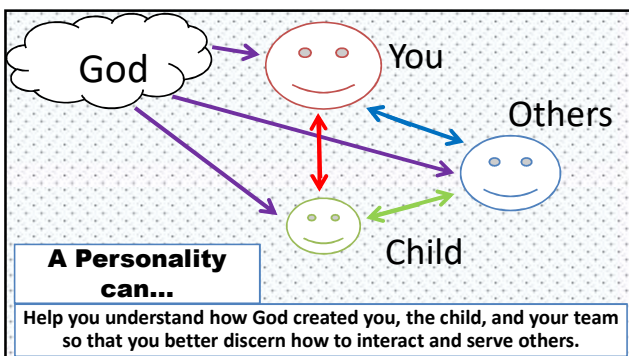 God
You
Others
Child
A Personality
can...
Help you understand how God created you, the child, and your team
so that you better discern how to interact and serve others.